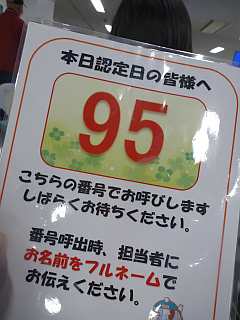 本日認定日の皆様へ
95
こちらの番号でお呼びします
しばらくお待ちください。
番号呼出時、担当者に
お名前をフルネームで
お伝えください。